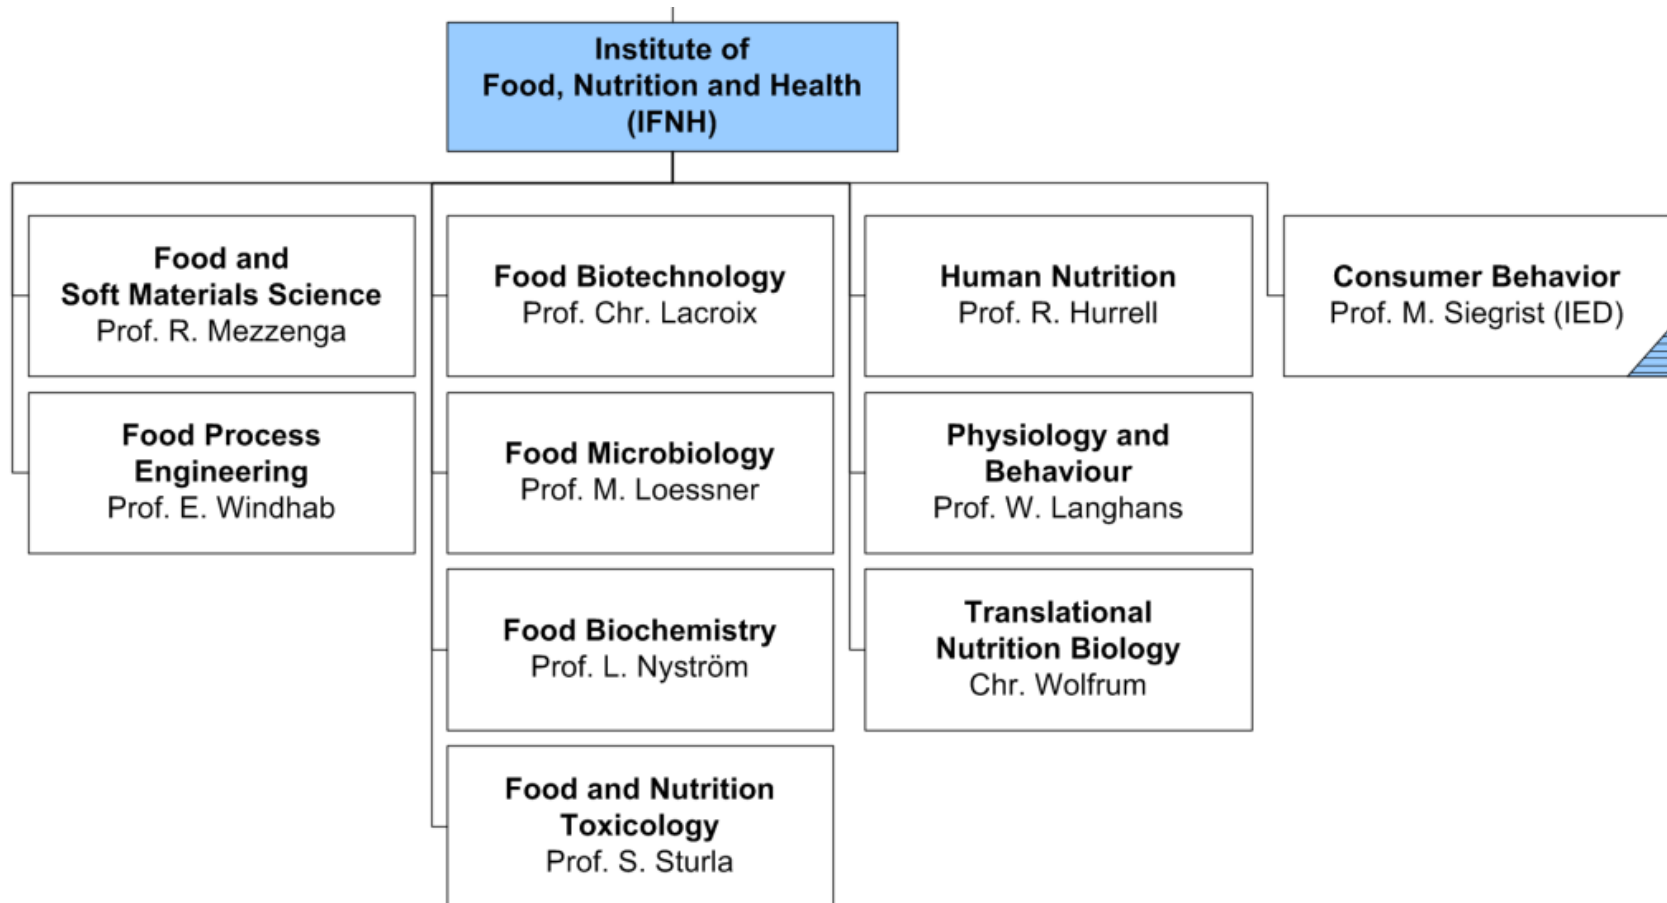 Institute of
Food, Nutrition and Health
(IFNH)
Food and
Soft Materials Science
Prof. R. Mezzenga
Food Process
Engineering
Prof. E. Windhab
Food Biotechnology
Prof. Chr. Lacroix
Food Microbiology
Prof. M. Loessner
Food Biochemistry
Prof. L. Nyström
Food and Nutrition
Toxicology
Prof. S. Sturla
Human Nutrition
Prof. R. Hurrell
Physiology and
Behaviour
Prof. W. Langhans
Translational
Nutrition Biology
Chr. Wolfrum
Consumer Behavior
Prof. M. Siegrist (IED)